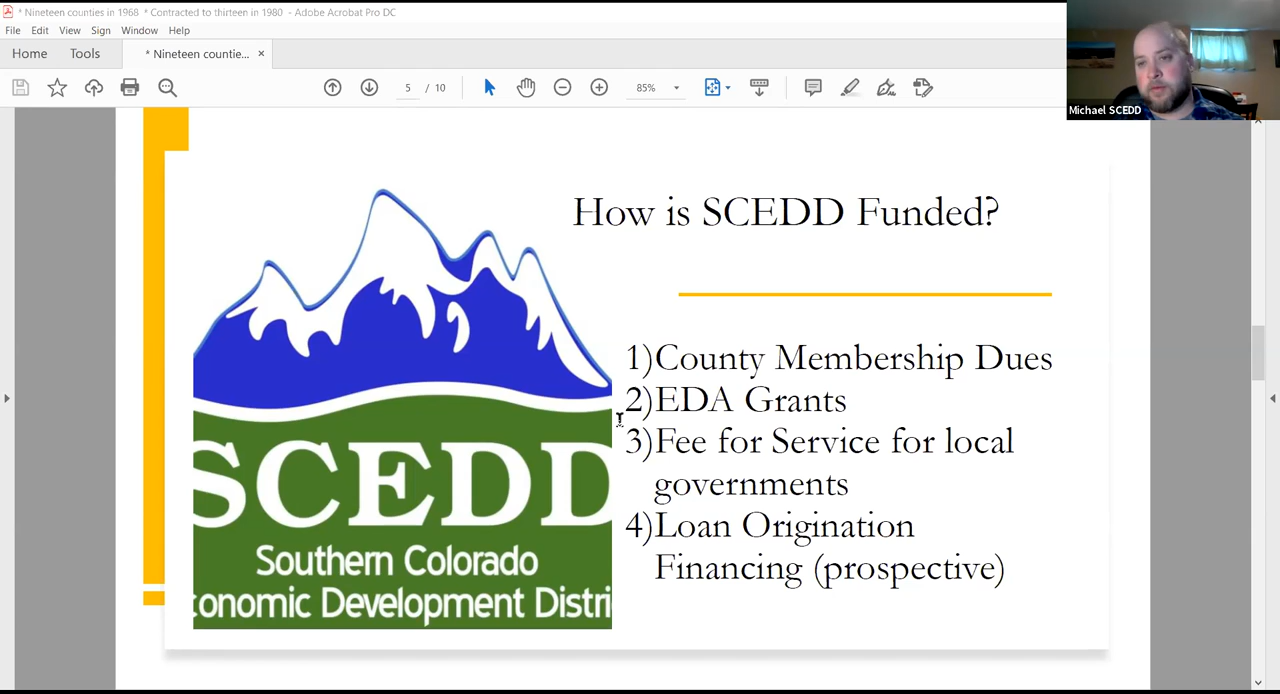 * Nineteen counties in 1968 * Contracted to thirteen in 1980 - Adobe Acrobat Pro DC
File Edit View Sign Window Help
Home Tools * Nineteen countie... ×
5 / 10 85%
Michael SCEDD
How is SCEDD Funded?
1)County Membership Dues
2)EDA Grants
3)Fee for Service for local
governments
4)Loan Origination
Financing (prospective)
SCEDD
Southern Colorado
conomic Development Distri